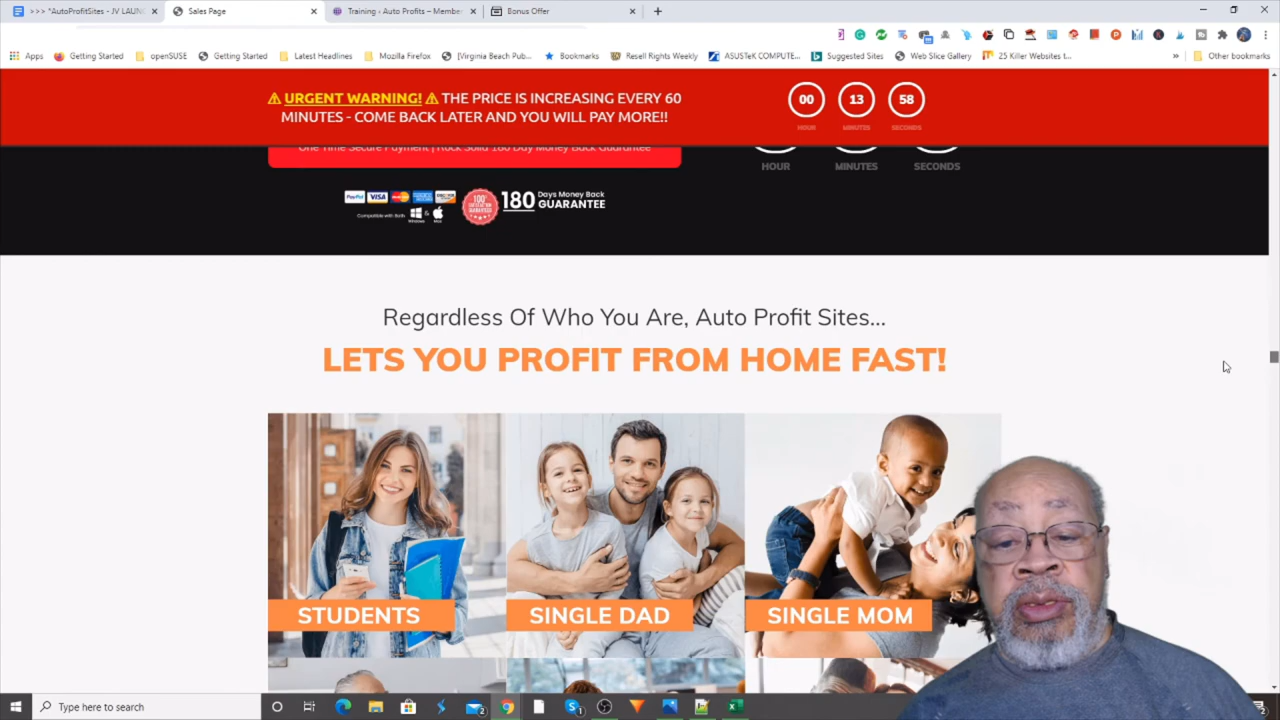 >>> *AutoProfitSites - JV LAUN
Sales Page
Training ‹ Auto Profits – Membe
Bonus Offer
Apps
Getting Started
openSUSE
Getting Started
Latest Headlines
Mozilla Firefox
[Virginia Beach Pub...
Bookmarks
Resell Rights Weekly
ASUSTeK COMPUTE...
Suggested Sites
Web Slice Gallery
25 Killer Websites t...
Other bookmarks
URGENT WARNING! THE PRICE IS INCREASING EVERY 60
MINUTES - COME BACK LATER AND YOU WILL PAY MORE!!
00 13 58
HOUR MINUTES SECONDS
One Time Secure Payment | Rock Solid 180 Day Money Back Guarantee
HOUR MINUTES SECONDS
PayPal VISA
Compatible with Both Windows & Mac
100%
180 Days Money Back
GUARANTEE
Regardless Of Who You Are, Auto Profit Sites...
LETS YOU PROFIT FROM HOME FAST!
STUDENTS
SINGLE DAD
SINGLE MOM
Type here to search